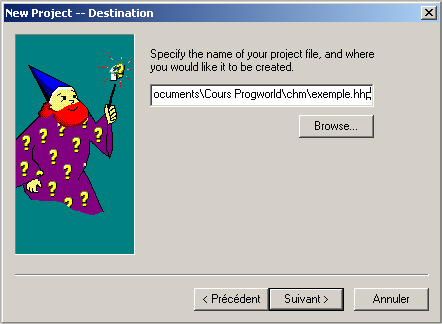 New Project -- Destination
Specify the name of your project file, and where
you would like it to be created.
ocuments\Cours Progworld\chm\exemple.hhp
Browse...
< Précédent
Suivant >
Annuler